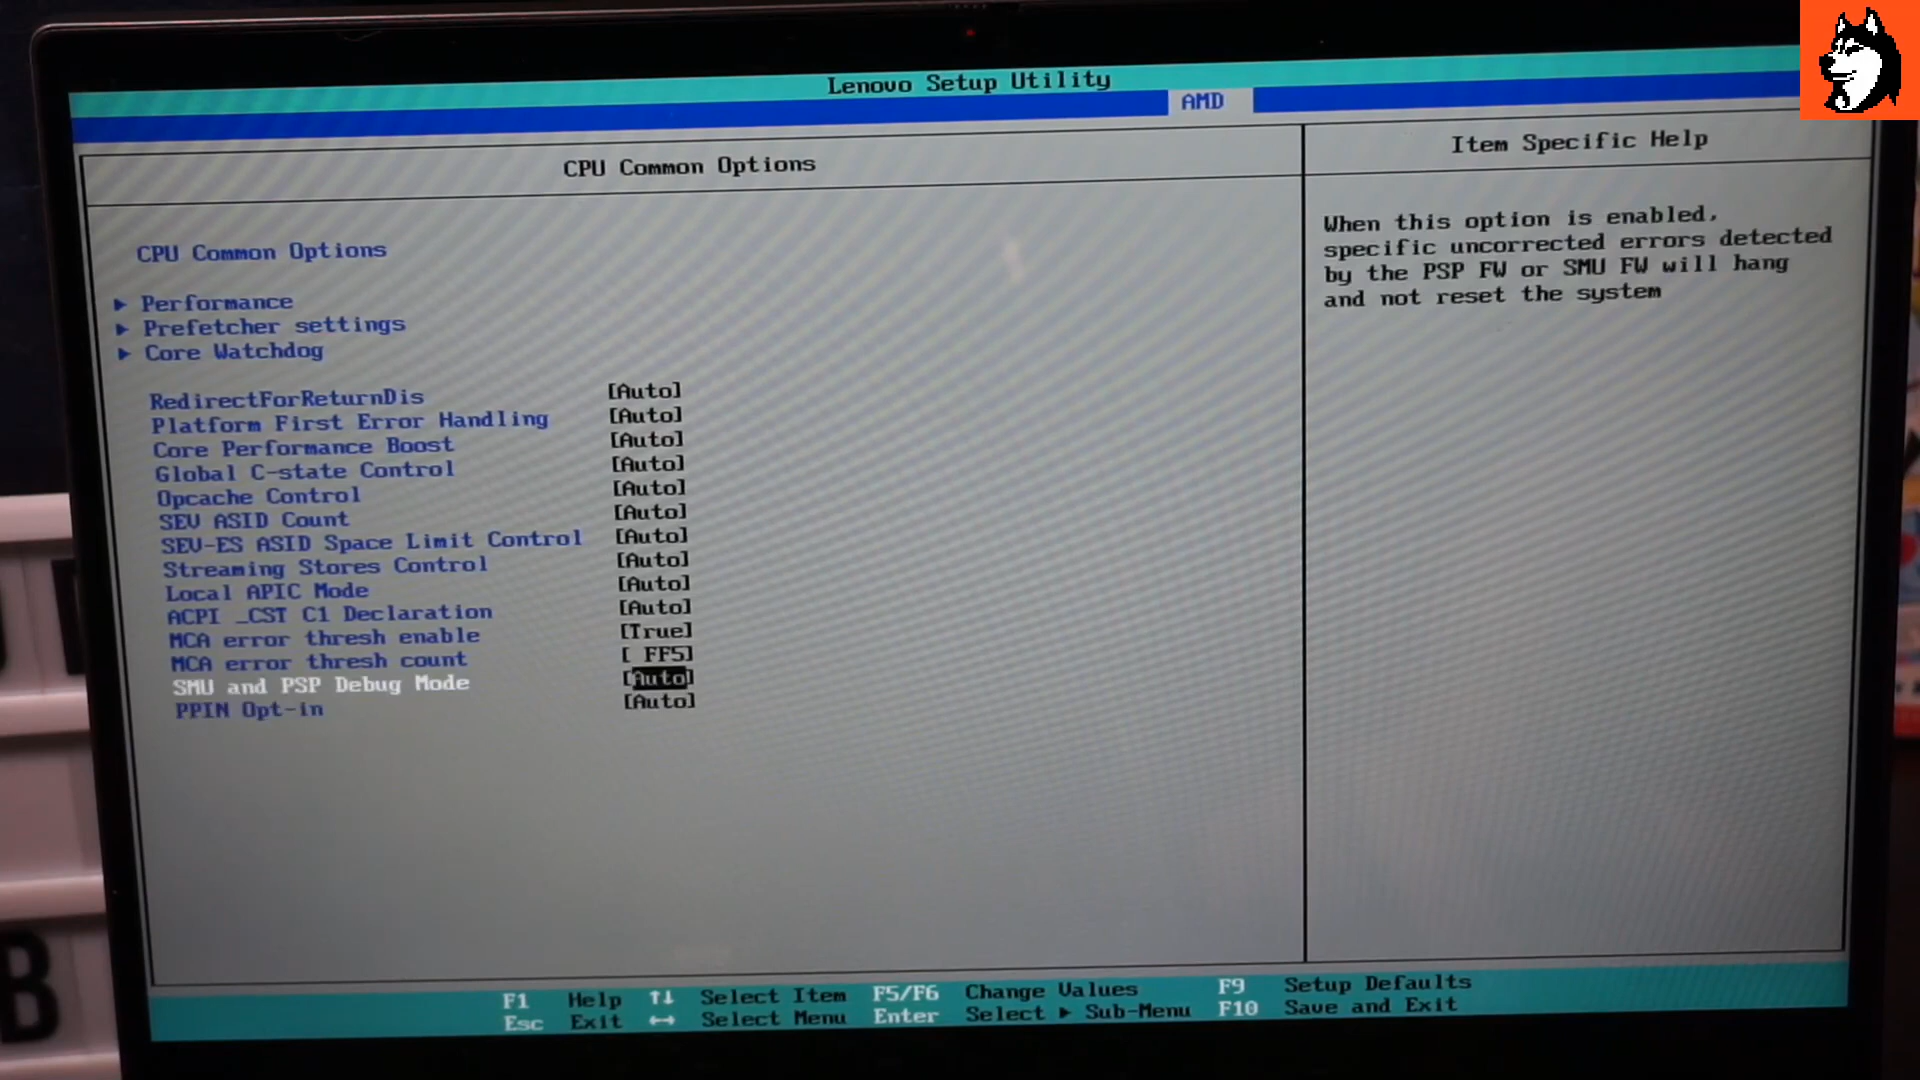 Lenovo Setup Utility
AMD
CPU Common Options
Item Specific Help
CPU Common Options
▶ Performance
▶ Prefetcher settings
▶ Core Watchdog
RedirectForReturnDis [Auto]
Platform First Error Handling [Auto]
Core Performance Boost [Auto]
Global C-state Control [Auto]
Opcache Control [Auto]
SEV ASID Count [Auto]
SEV-ES ASID Space Limit Control [Auto]
Streaming Stores Control [Auto]
Local APIC Mode [Auto]
ACPI _CST C1 Declaration [Auto]
MCA error thresh enable [True]
MCA error thresh count [ FF5]
SMU and PSP Debug Mode [Auto]
PPIN Opt-in [Auto]
When this option is enabled,
specific uncorrected errors detected
by the PSP FW or SMU FW will hang
and not reset the system
F1 Help ↑↓ Select Item F5/F6 Change Values F9 Setup Defaults
Esc Exit ↔ Select Menu Enter Select ▶ Sub-Menu F10 Save and Exit
B